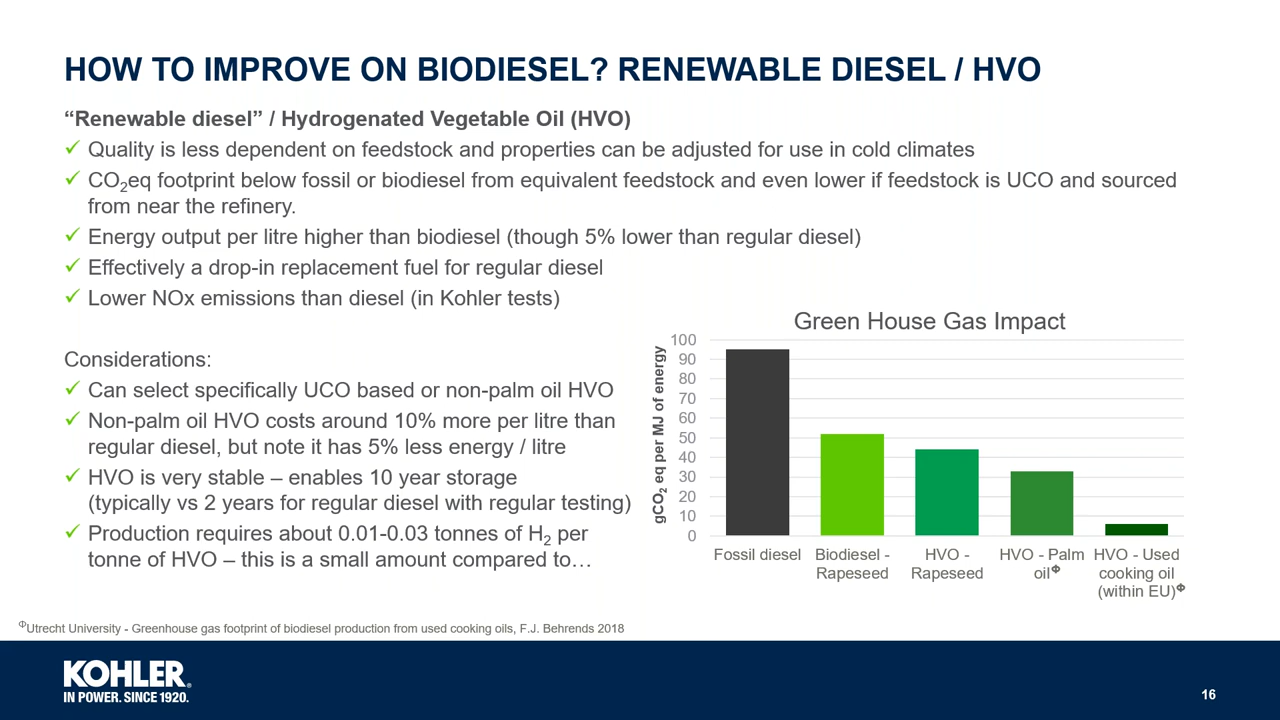 HOW TO IMPROVE ON BIODIESEL? RENEWABLE DIESEL / HVO
“Renewable diesel” / Hydrogenated Vegetable Oil (HVO)
✓ Quality is less dependent on feedstock and properties can be adjusted for use in cold climates
✓ CO₂eq footprint below fossil or biodiesel from equivalent feedstock and even lower if feedstock is UCO and sourced
from near the refinery.
✓ Energy output per litre higher than biodiesel (though 5% lower than regular diesel)
✓ Effectively a drop-in replacement fuel for regular diesel
✓ Lower NOx emissions than diesel (in Kohler tests)
Considerations:
✓ Can select specifically UCO based or non-palm oil HVO
✓ Non-palm oil HVO costs around 10% more per litre than
regular diesel, but note it has 5% less energy / litre
✓ HVO is very stable – enables 10 year storage
(typically vs 2 years for regular diesel with regular testing)
✓ Production requires about 0.01-0.03 tonnes of H₂ per
tonne of HVO – this is a small amount compared to…
Green House Gas Impact
gCO₂ eq per MJ of energy
100
90
80
70
60
50
40
30
20
10
0
Fossil diesel
Biodiesel -
Rapeseed
HVO -
Rapeseed
HVO - Palm
oilᶲ
HVO - Used
cooking oil
(within EU)ᶲ
ᶲUtrecht University - Greenhouse gas footprint of biodiesel production from used cooking oils, F.J. Behrends 2018
KOHLER®
IN POWER. SINCE 1920.
16